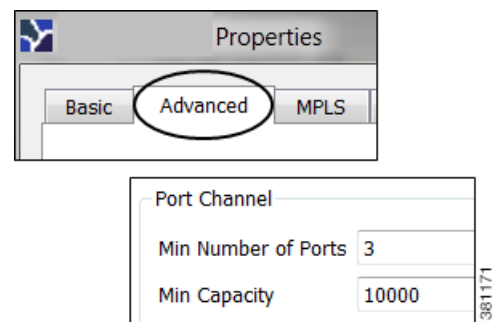 Properties
Basic Advanced MPLS
Port Channel
Min Number of Ports 3
Min Capacity 10000
381171